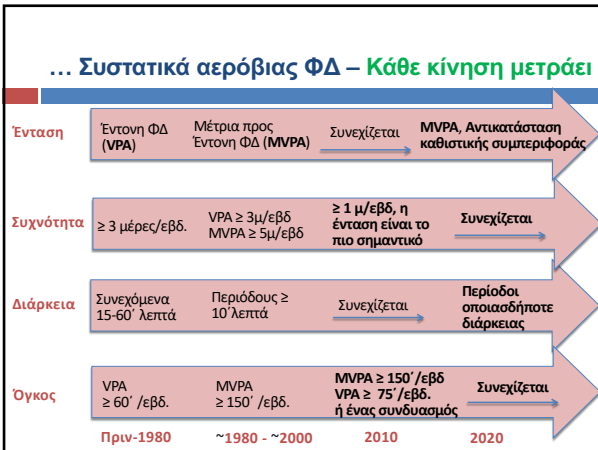 ... Συστατικά αερόβιας ΦΔ – Κάθε κίνηση μετράει
Ένταση
Έντονη ΦΔ
(VPA)
Μέτρια προς
Έντονη ΦΔ (MVPA)
Συνεχίζεται
MVPA, Αντικατάσταση
καθιστικής συμπεριφοράς
Συχνότητα
≥ 3 μέρες/εβδ.
VPA ≥ 3μ/εβδ
MVPA ≥ 5μ/εβδ
≥ 1 μ/εβδ, η
ένταση είναι το
πιο σημαντικό
Συνεχίζεται
Διάρκεια
Συνεχόμενα
15-60΄ λεπτά
Περιόδους ≥
10΄λεπτά
Συνεχίζεται
Περίοδοι
οποιασδήποτε
διάρκειας
Όγκος
VPA
≥ 60΄ /εβδ.
MVPA
≥ 150΄ /εβδ.
MVPA ≥ 150΄/εβδ
VPA ≥ 75΄/εβδ.
ή ένας συνδυασμός
Συνεχίζεται
Πριν-1980
~1980 - ~2000
2010
2020